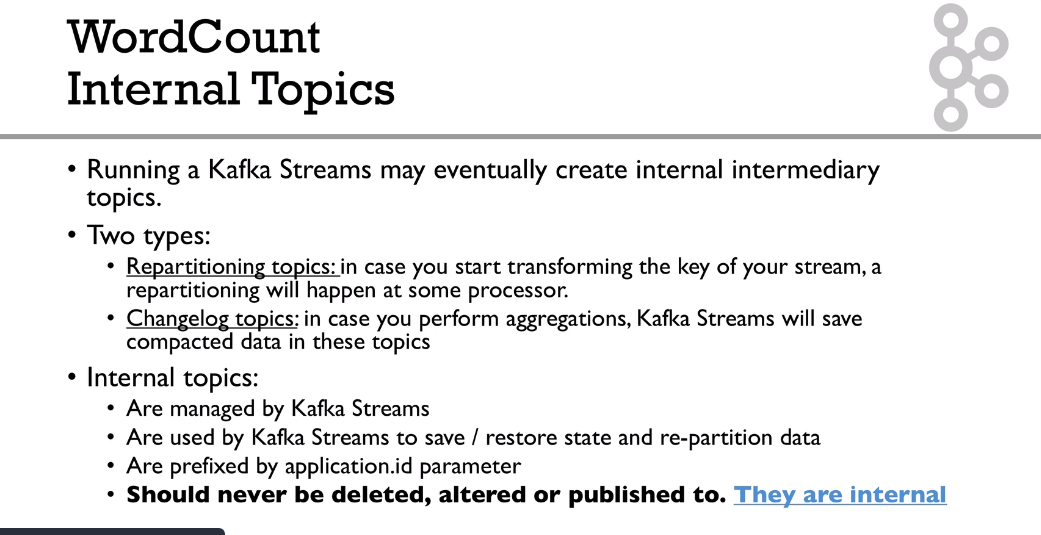 WordCount
Internal Topics
• Running a Kafka Streams may eventually create internal intermediary
topics.
• Two types:
• Repartitioning topics: in case you start transforming the key of your stream, a
repartitioning will happen at some processor.
• Changelog topics: in case you perform aggregations, Kafka Streams will save
compacted data in these topics
• Internal topics:
• Are managed by Kafka Streams
• Are used by Kafka Streams to save / restore state and re-partition data
• Are prefixed by application.id parameter
• Should never be deleted, altered or published to. They are internal